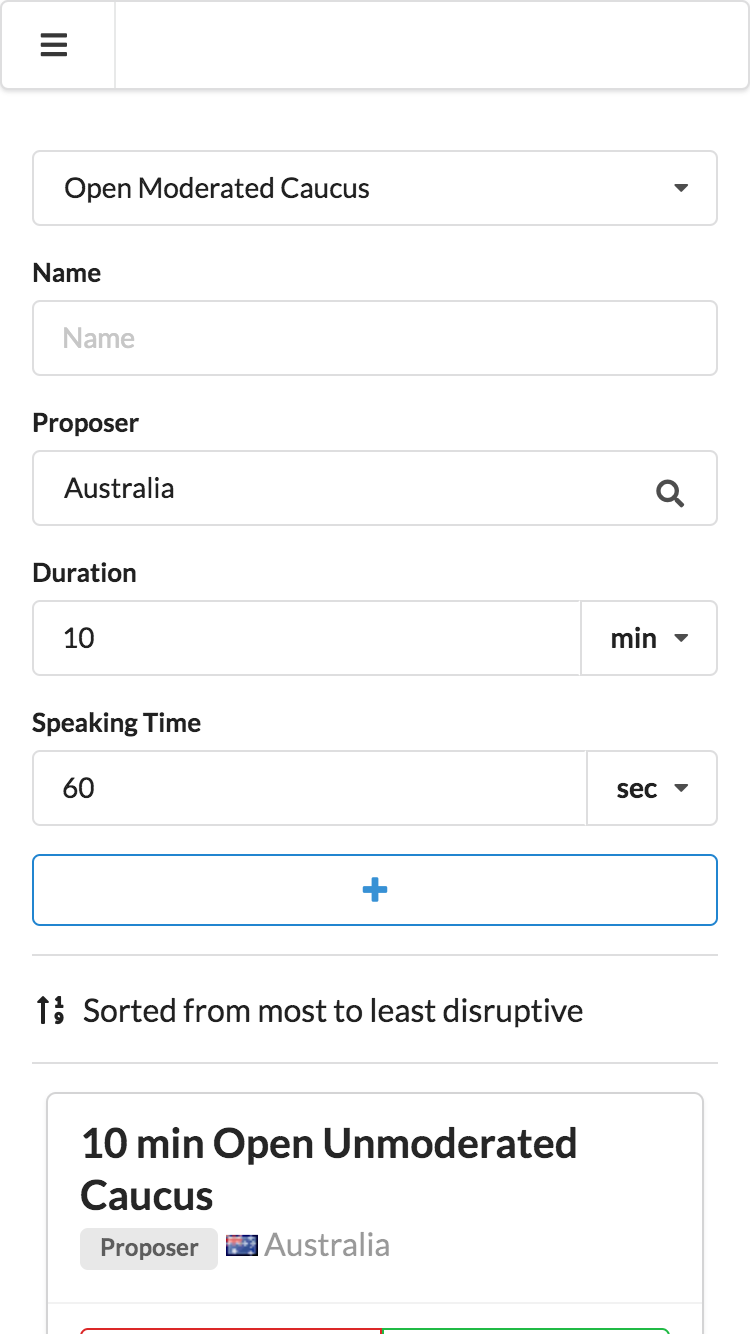 Open Moderated Caucus
Name
Name
Proposer
Australia
Duration
10 min
Speaking Time
60 sec
Sorted from most to least disruptive
10 min Open Unmoderated
Caucus
Proposer Australia